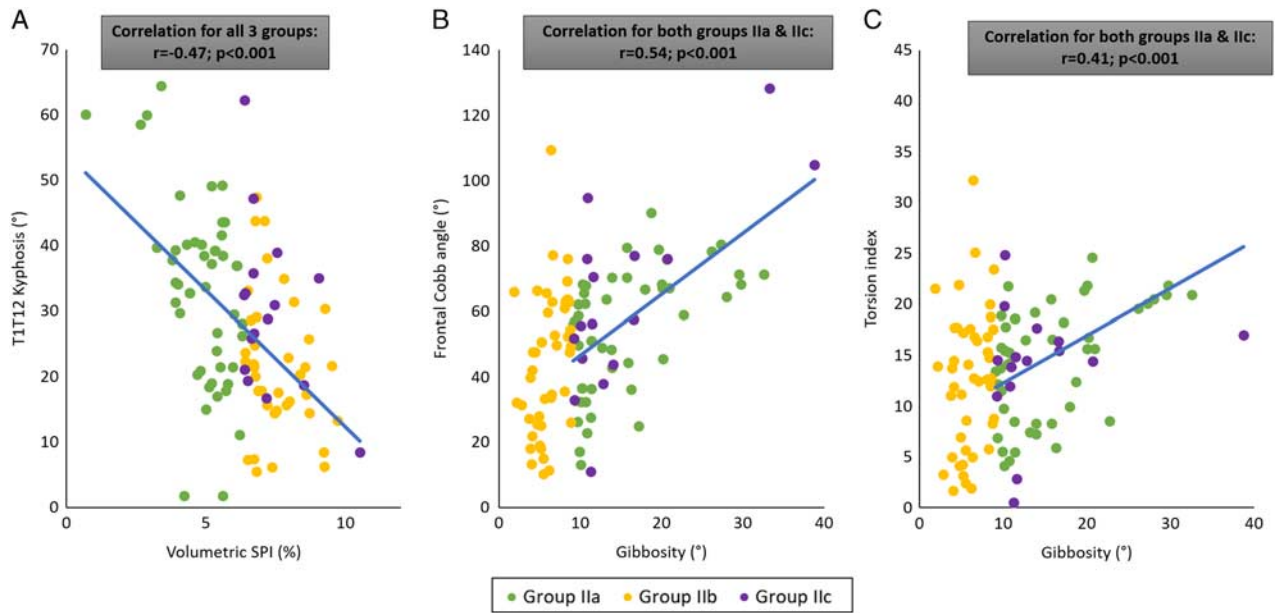 A
Correlation for all 3 groups:
r=-0.47; p<0.001
T1T12 Kyphosis (°)
70
60
50
40
30
20
10
0
0 5 10
Volumetric SPI (%)
B
Correlation for both groups IIa & IIc:
r=0.54; p<0.001
Frontal Cobb angle (°)
140
120
100
80
60
40
20
0
0 10 20 30 40
Gibbosity (°)
C
Correlation for both groups IIa & IIc:
r=0.41; p<0.001
Torsion index
45
40
35
30
25
20
15
10
5
0
0 10 20 30 40
Gibbosity (°)
Group IIa Group IIb Group IIc